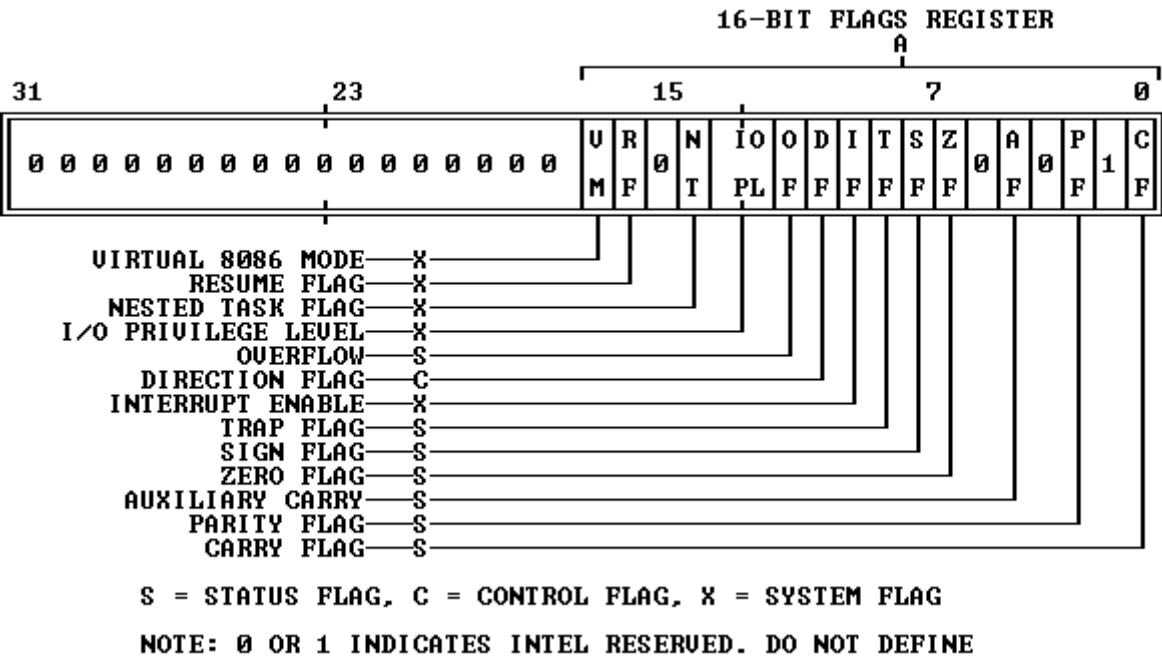 16-BIT FLAGS REGISTER
A
31 23 15 7 0
0 0 0 0 0 0 0 0 0 0 0 0 0 0 0 0 0 V R 0 N IO O D I T S Z 0 A 0 P 1 C
M F T PL F F F F F F F F F
VIRTUAL 8086 MODE X
RESUME FLAG X
NESTED TASK FLAG X
I/O PRIVILEGE LEVEL X
OVERFLOW S
DIRECTION FLAG C
INTERRUPT ENABLE X
TRAP FLAG S
SIGN FLAG S
ZERO FLAG S
AUXILIARY CARRY S
PARITY FLAG S
CARRY FLAG S
S = STATUS FLAG, C = CONTROL FLAG, X = SYSTEM FLAG
NOTE: 0 OR 1 INDICATES INTEL RESERVED. DO NOT DEFINE